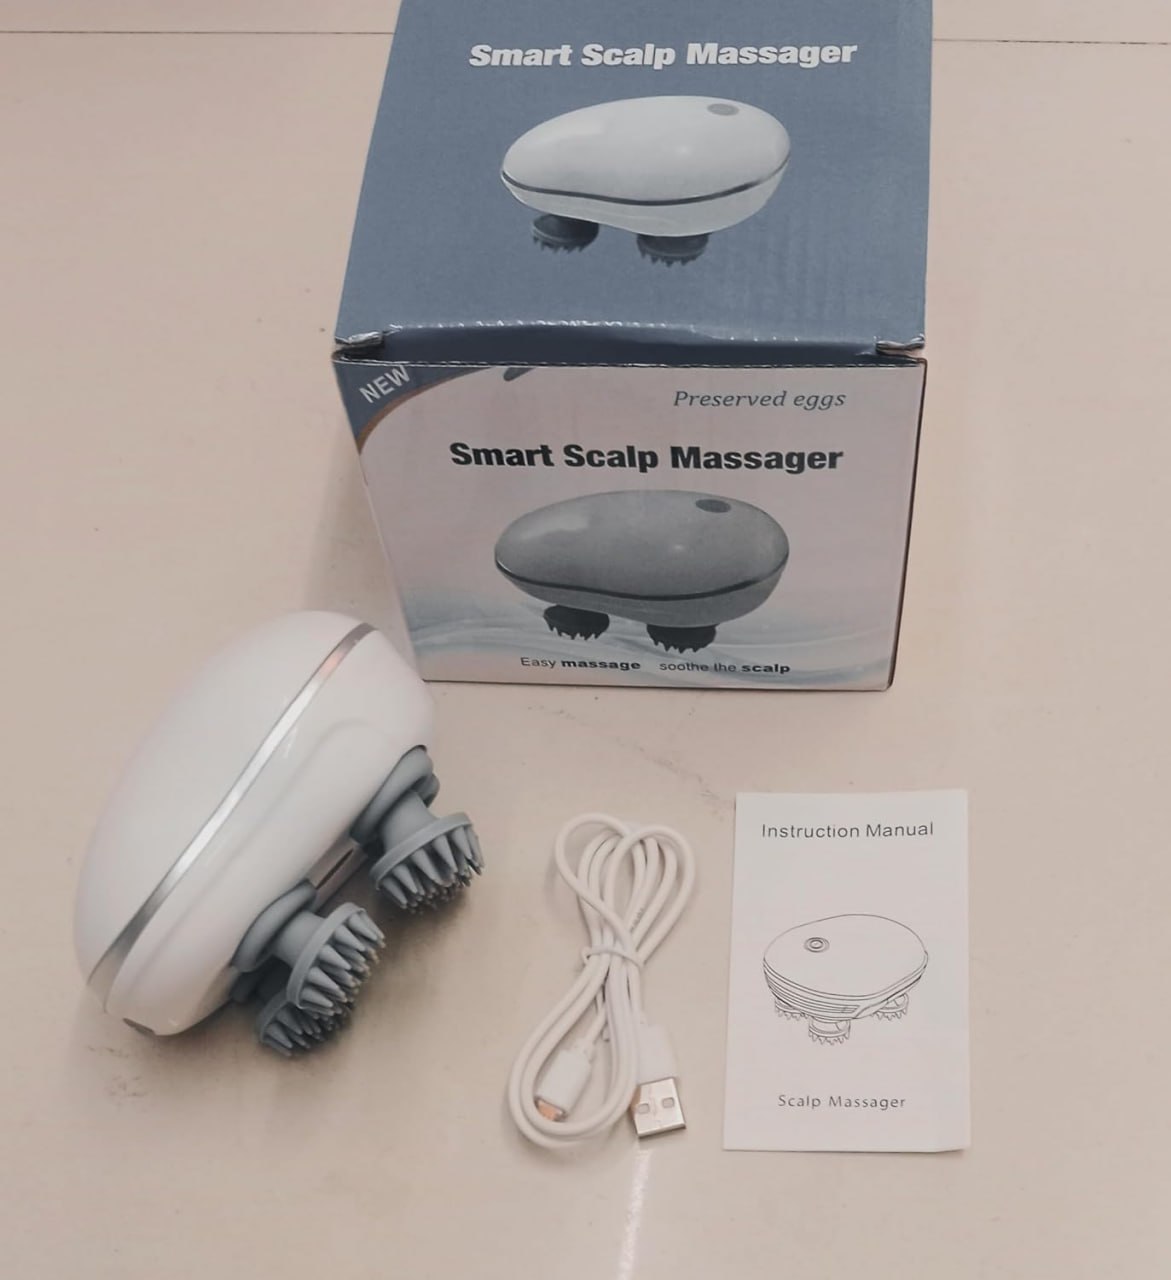 Smart Scalp Massager
NEW
Preserved eggs
Smart Scalp Massager
Easy massage soothe the scalp
Instruction Manual
Scalp Massager